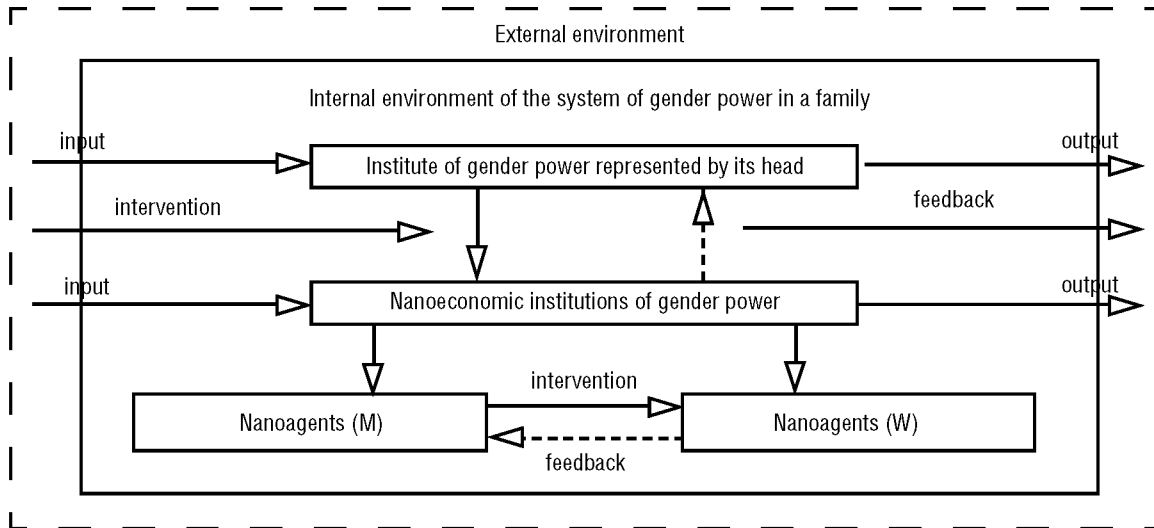 External environment
Internal environment of the system of gender power in a family
input
Institute of gender power represented by its head
output
intervention
feedback
input
Nanoeconomic institutions of gender power
output
intervention
Nanoagents (M)
Nanoagents (W)
feedback